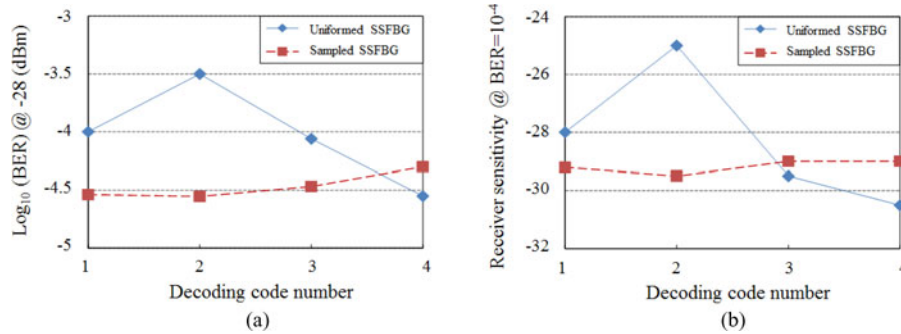 Log10 (BER) @ -28 (dBm)
-3
-3.5
-4
-4.5
-5
Uniformed SSFBG
Sampled SSFBG
1 2 3 4
Decoding code number
(a)
Receiver sensitivity @ BER=10-4
-24
-26
-28
-30
-32
Uniformed SSFBG
Sampled SSFBG
1 2 3 4
Decoding code number
(b)